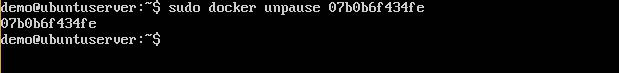 demo@ubuntuserver:~$ sudo docker unpause 07b0b6f434fe
07b0b6f434fe
demo@ubuntuserver:~$